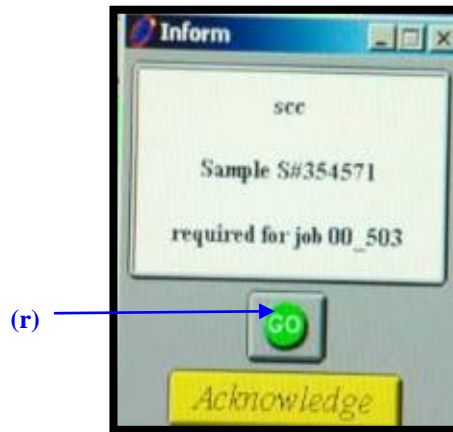 Inform
scc
Sample S#354571
required for job 00_503
(r)
GO
Acknowledge